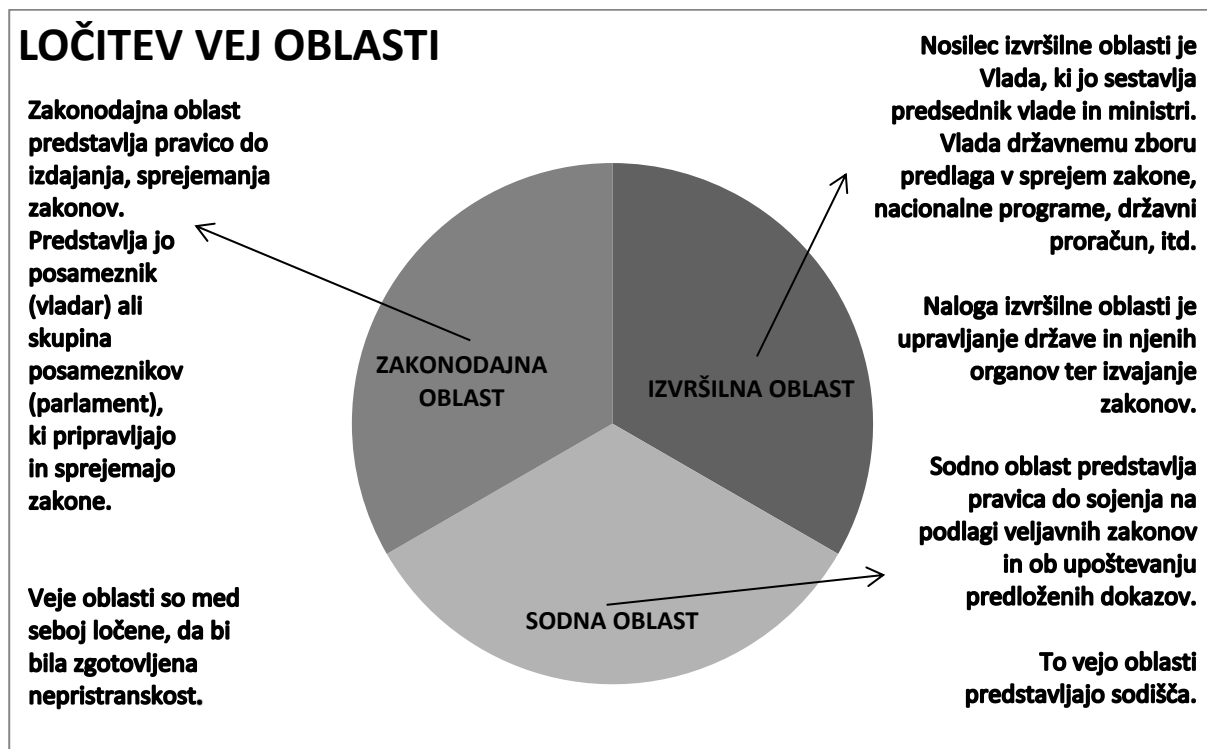 LOČITEV VEJ OBLASTI
Zakonodajna oblast
predstavlja pravico do
izdajanja, sprejemanja
zakonov.
Predstavlja jo
posameznik
(vladar) ali
skupina
posameznikov
(parlament),
ki pripravljajo
in sprejemajo
zakone.
Veje oblasti so med
seboj ločene, da bi
bila zgotovljena
nepristranskost.
ZAKONODAJNA
OBLAST
IZVRŠILNA OBLAST
SODNA OBLAST
Nosilec izvršilne oblasti je
Vlada, ki jo sestavlja
predsednik vlade in ministri.
Vlada državnemu zboru
predlaga v sprejem zakone,
nacionalne programe, državni
proračun, itd.
Naloga izvršilne oblasti je
upravljanje države in njenih
organov ter izvajanje
zakonov.
Sodno oblast predstavlja
pravica do sojenja na
podlagi veljavnih zakonov
in ob upoštevanju
predloženih dokazov.
To vejo oblasti
predstavljajo sodišča.